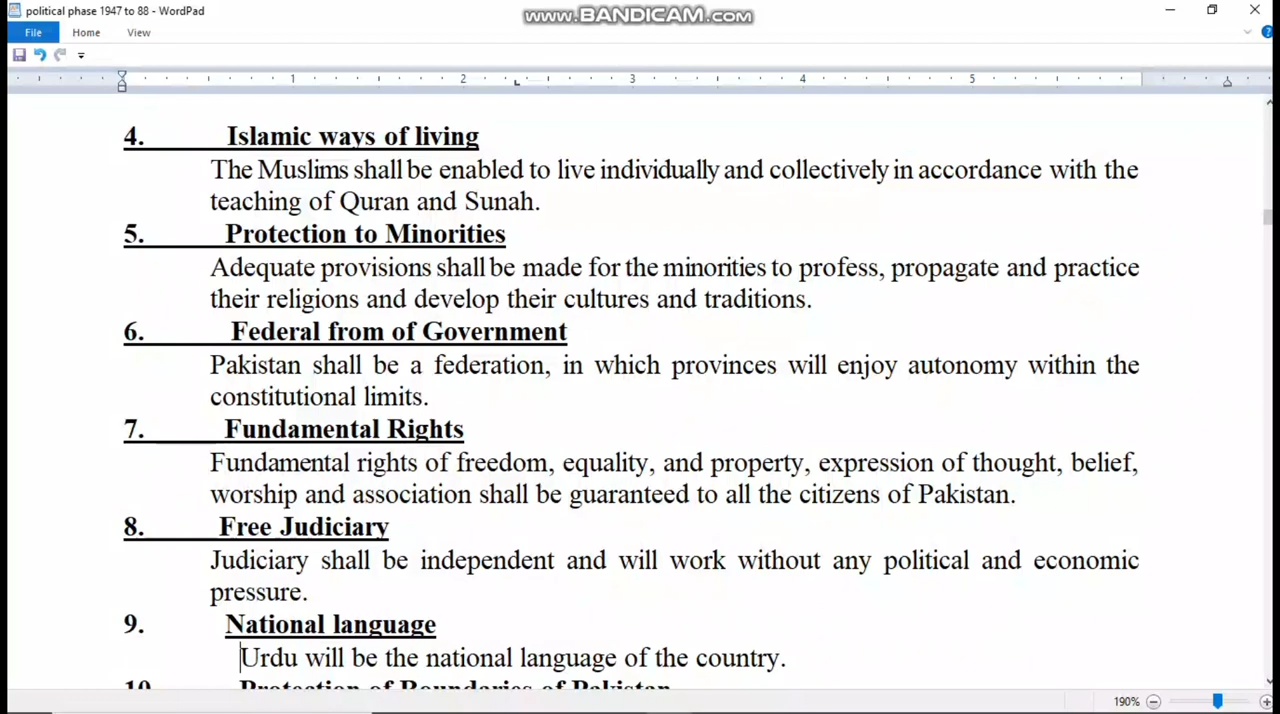 political phase 1947 to 88 - WordPad
www.BANDICAM.com
File Home View
1 2 3 4 5
4. Islamic ways of living
The Muslims shall be enabled to live individually and collectively in accordance with the
teaching of Quran and Sunah.
5. Protection to Minorities
Adequate provisions shall be made for the minorities to profess, propagate and practice
their religions and develop their cultures and traditions.
6. Federal from of Government
Pakistan shall be a federation, in which provinces will enjoy autonomy within the
constitutional limits.
7. Fundamental Rights
Fundamental rights of freedom, equality, and property, expression of thought, belief,
worship and association shall be guaranteed to all the citizens of Pakistan.
8. Free Judiciary
Judiciary shall be independent and will work without any political and economic
pressure.
9. National language
Urdu will be the national language of the country.
10 Protection of Boundaries of Pakistan
190%